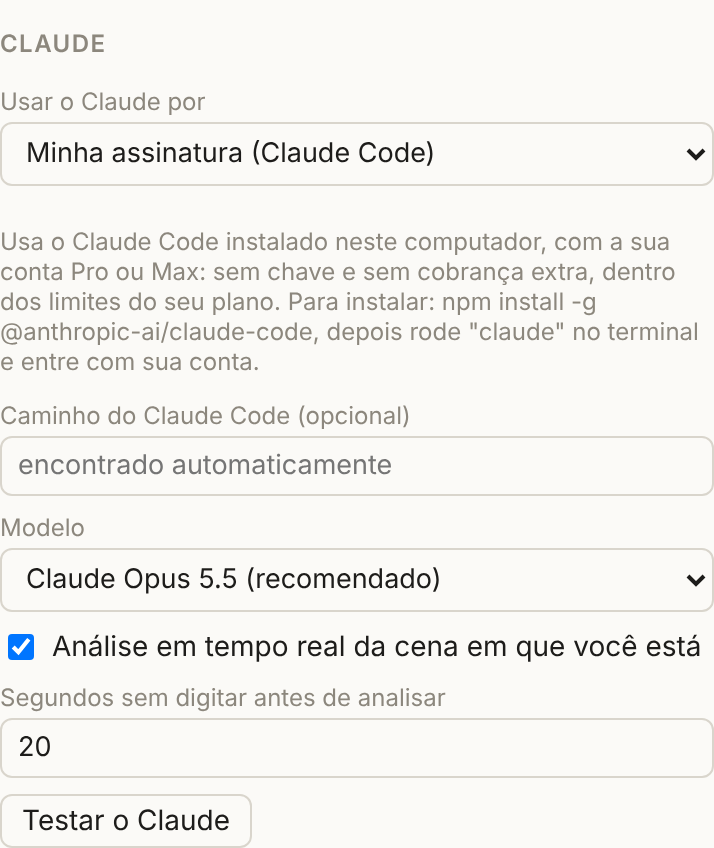 CLAUDE
Usar o Claude por
Minha assinatura (Claude Code)
Usa o Claude Code instalado neste computador, com a sua
conta Pro ou Max: sem chave e sem cobrança extra, dentro
dos limites do seu plano. Para instalar: npm install -g
@anthropic-ai/claude-code, depois rode "claude" no terminal
e entre com sua conta.
Caminho do Claude Code (opcional)
encontrado automaticamente
Modelo
Claude Opus 5.5 (recomendado)
Análise em tempo real da cena em que você está
Segundos sem digitar antes de analisar
20
Testar o Claude